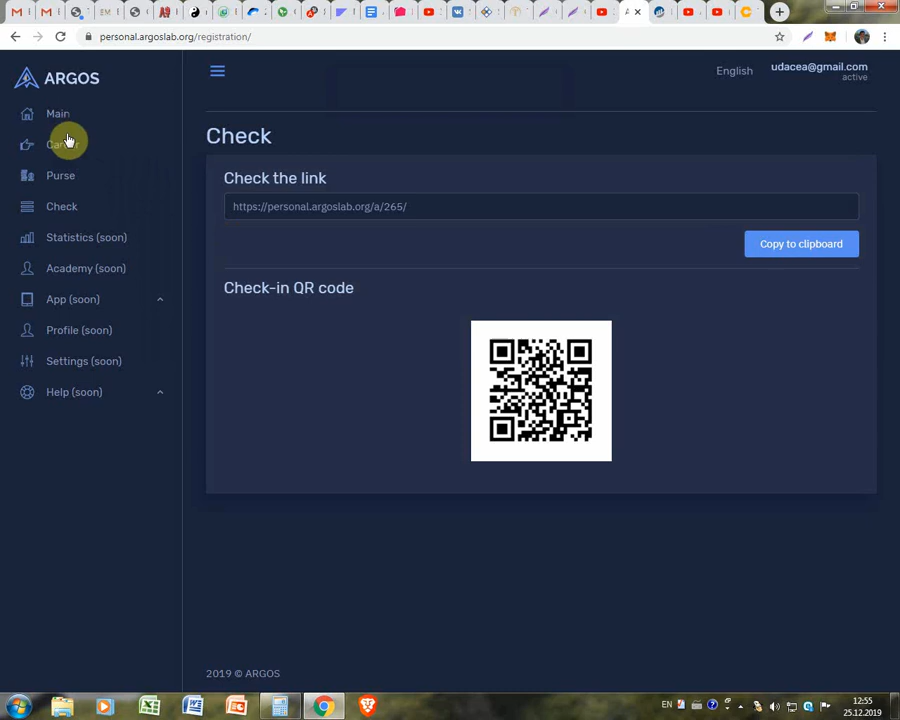 personal.argoslab.org/registration/
ARGOS
English
udacea@gmail.com
active
Main
Purse
Check
Statistics (soon)
Academy (soon)
App (soon)
Profile (soon)
Settings (soon)
Help (soon)
Check
Check the link
https://personal.argoslab.org/a/265/
Copy to clipboard
Check-in QR code
2019 © ARGOS
EN
12:55
25.12.2019